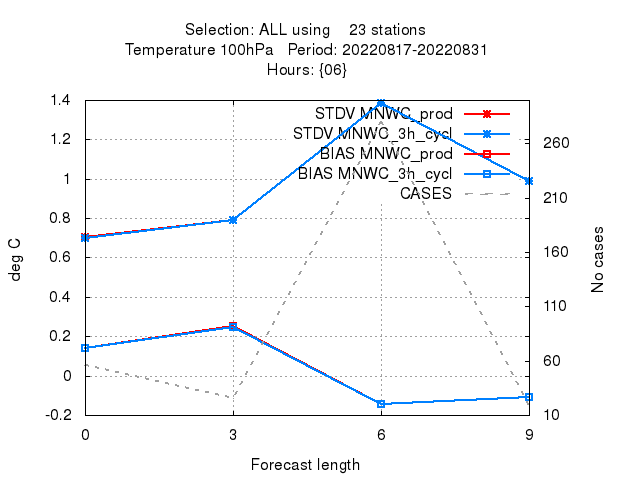 Selection: ALL using 23 stations
Temperature 100hPa Period: 20220817-20220831
Hours: {06}
1.4
1.2
1
0.8
0.6
0.4
0.2
0
-0.2
deg C
STDV MNWC_prod
STDV MNWC_3h_cycl
BIAS MNWC_prod
BIAS MNWC_3h_cycl
CASES
260
210
160
110
60
10
No cases
0 3 6 9
Forecast length